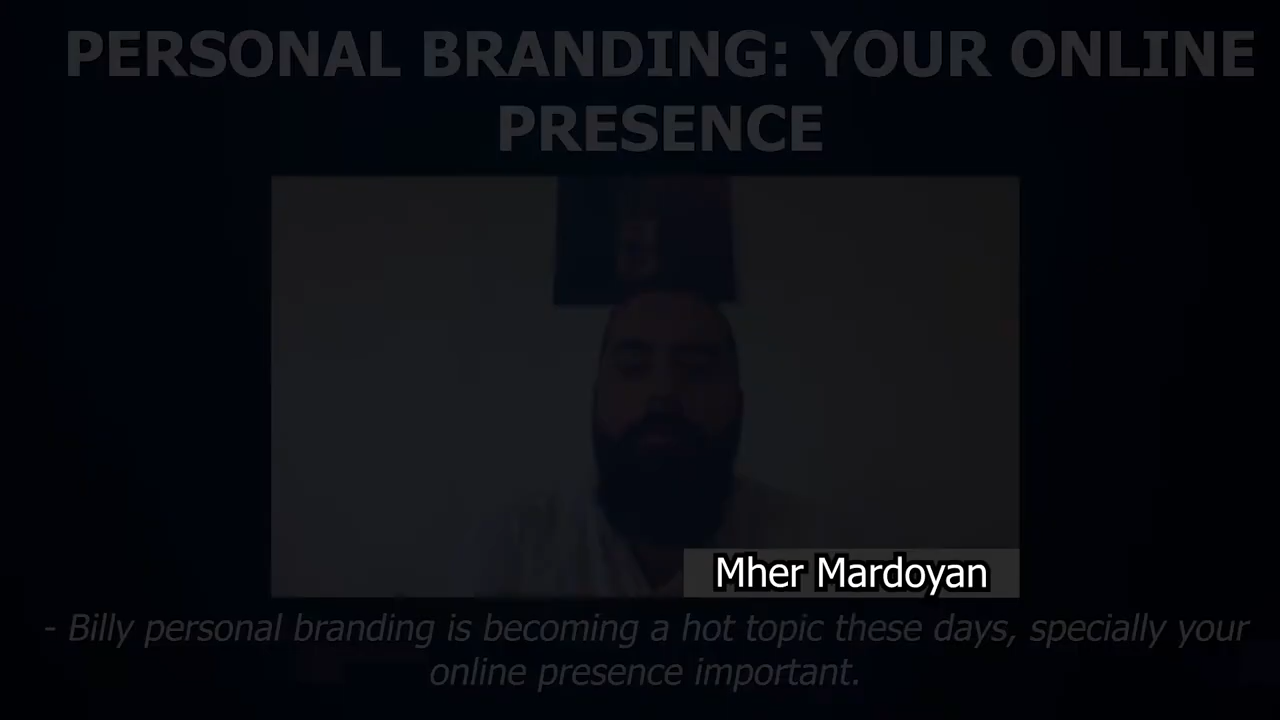 PERSONAL BRANDING: YOUR ONLINE
PRESENCE
Mher Mardoyan
- Billy personal branding is becoming a hot topic these days, specially your
online presence important.